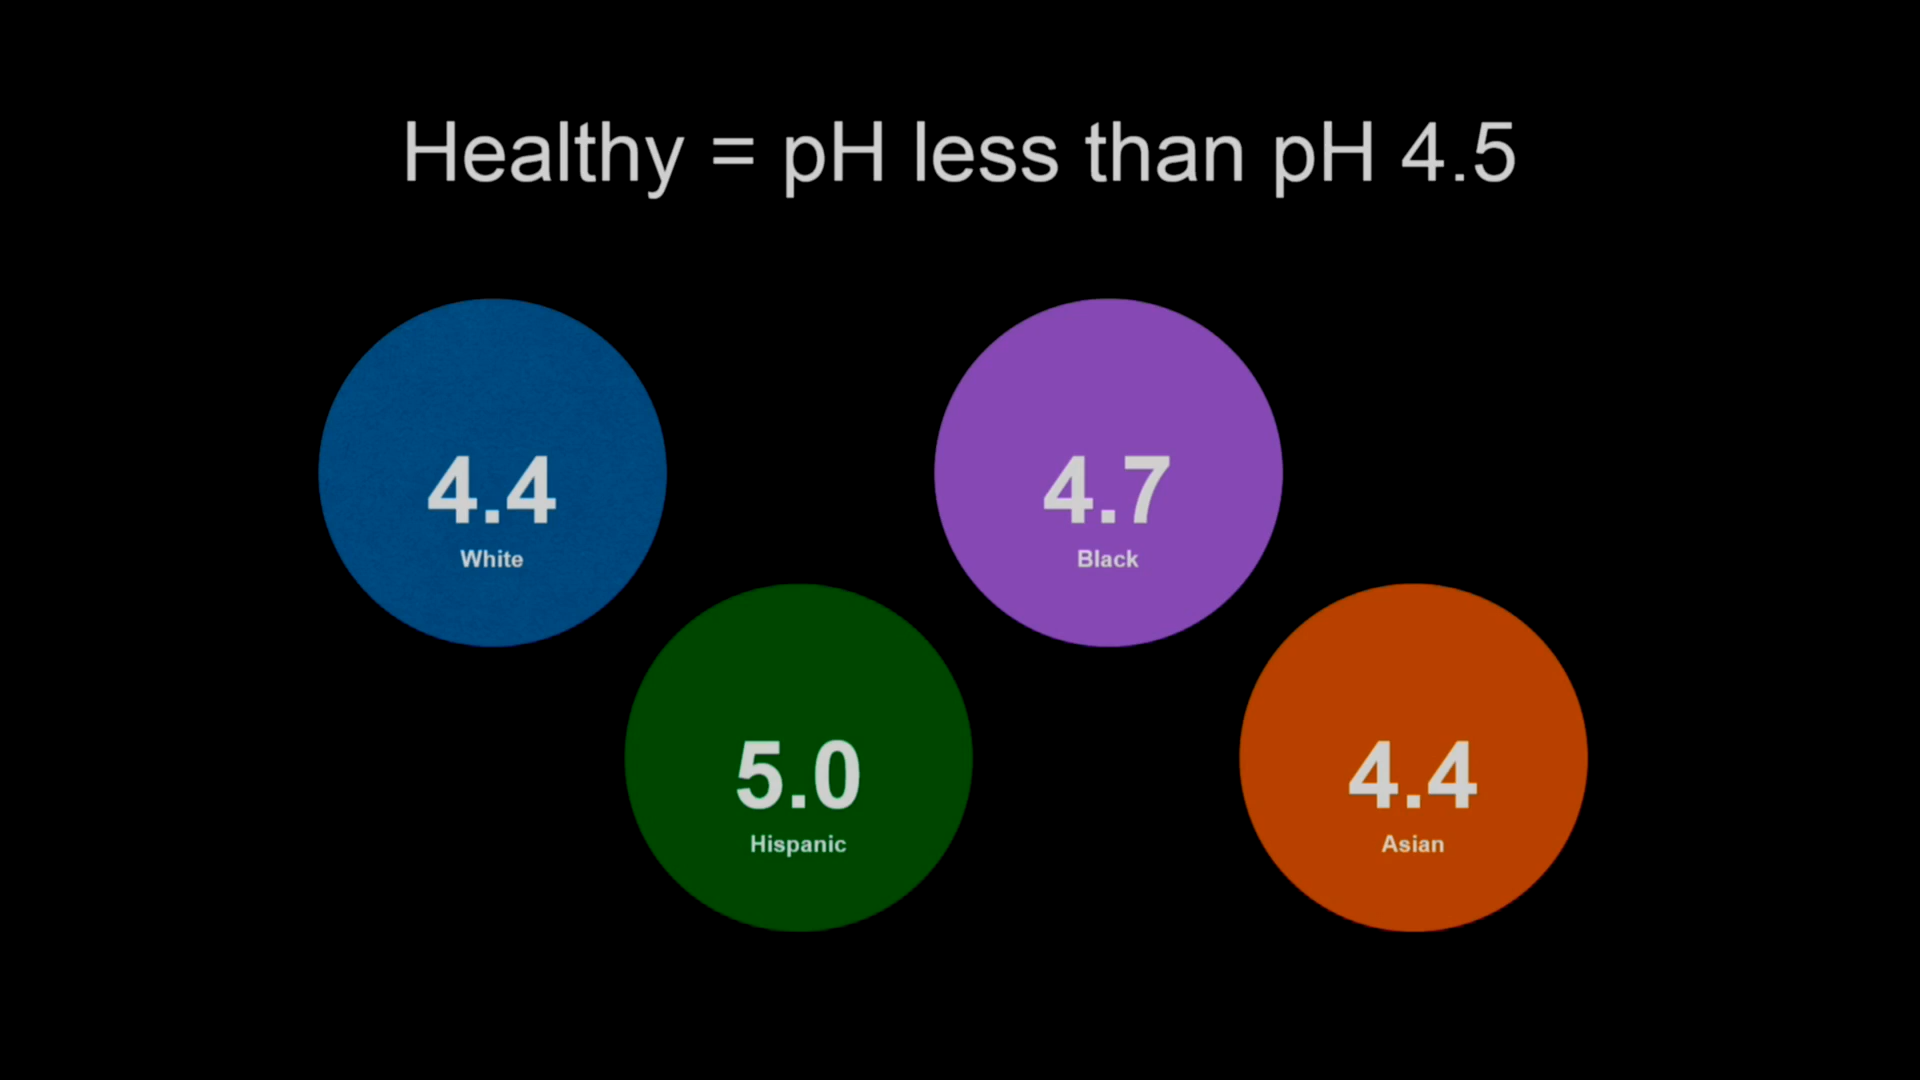 Healthy = pH less than pH 4.5
4.4
White
4.7
Black
5.0
Hispanic
4.4
Asian